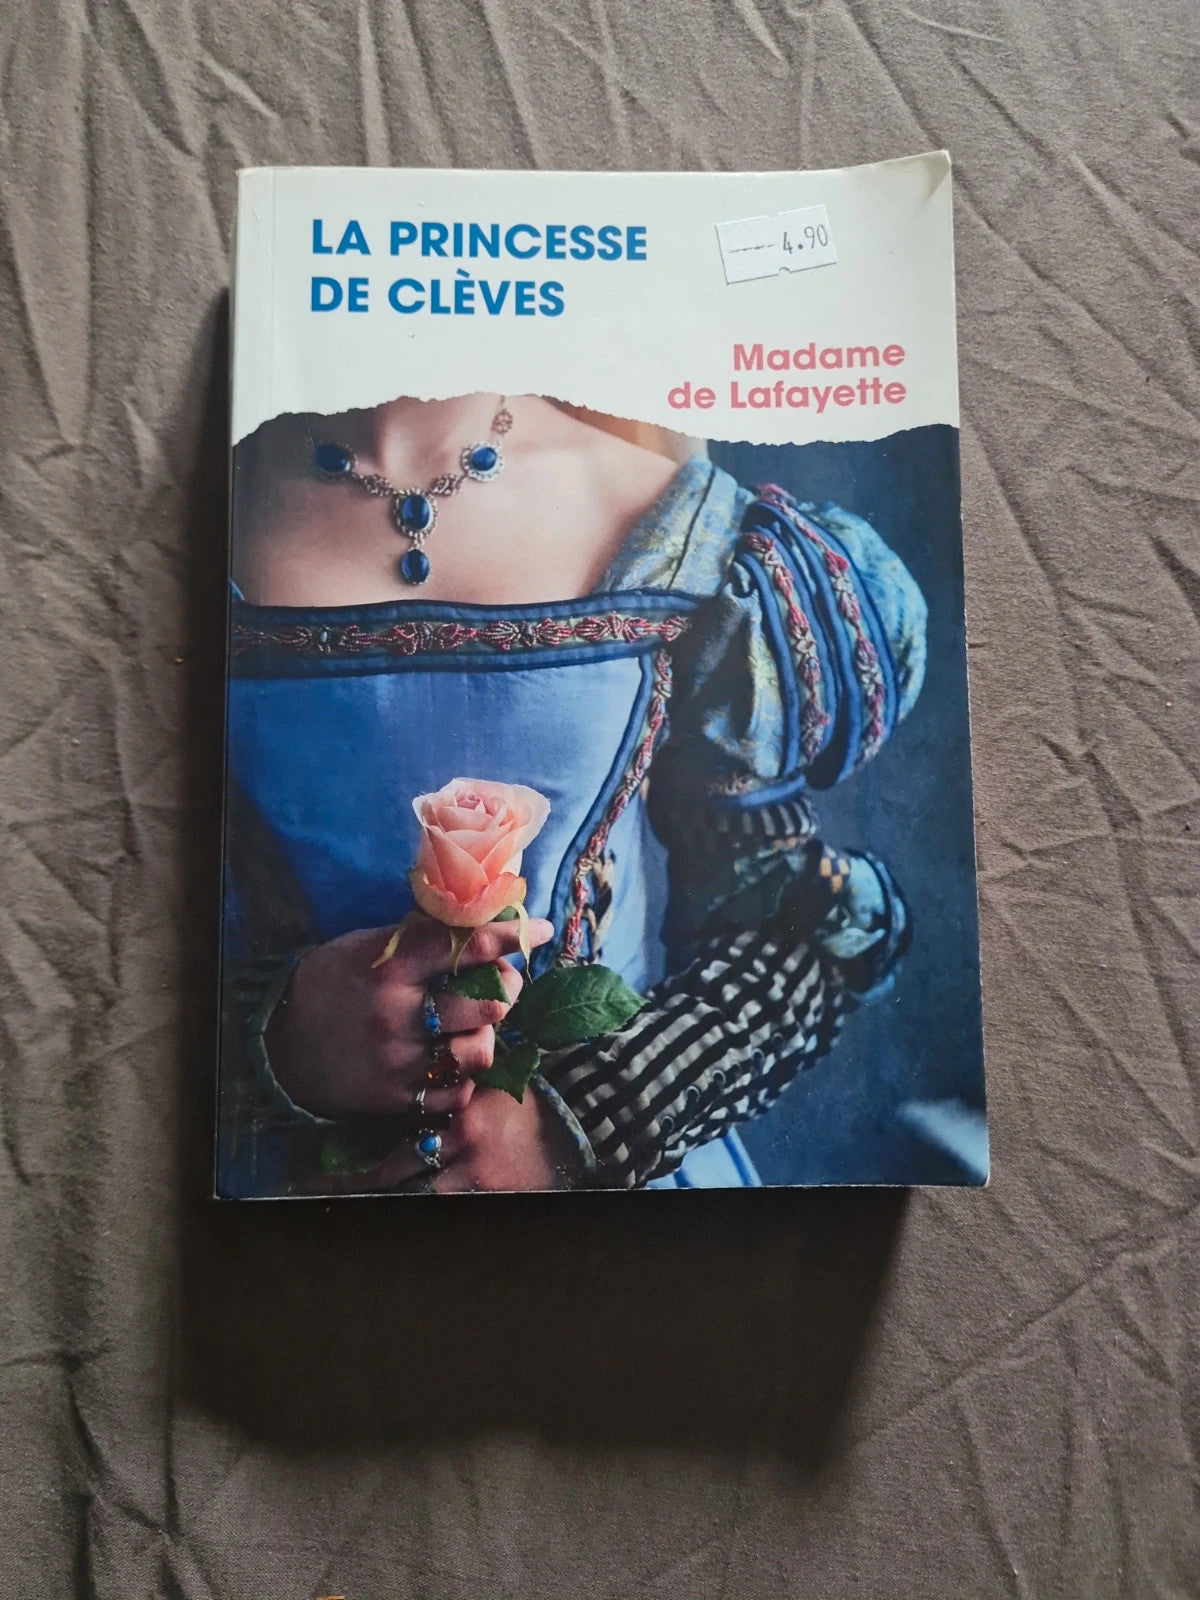 LA PRINCESSE
DE CLÈVES
----- 4.90
Madame
de Lafayette